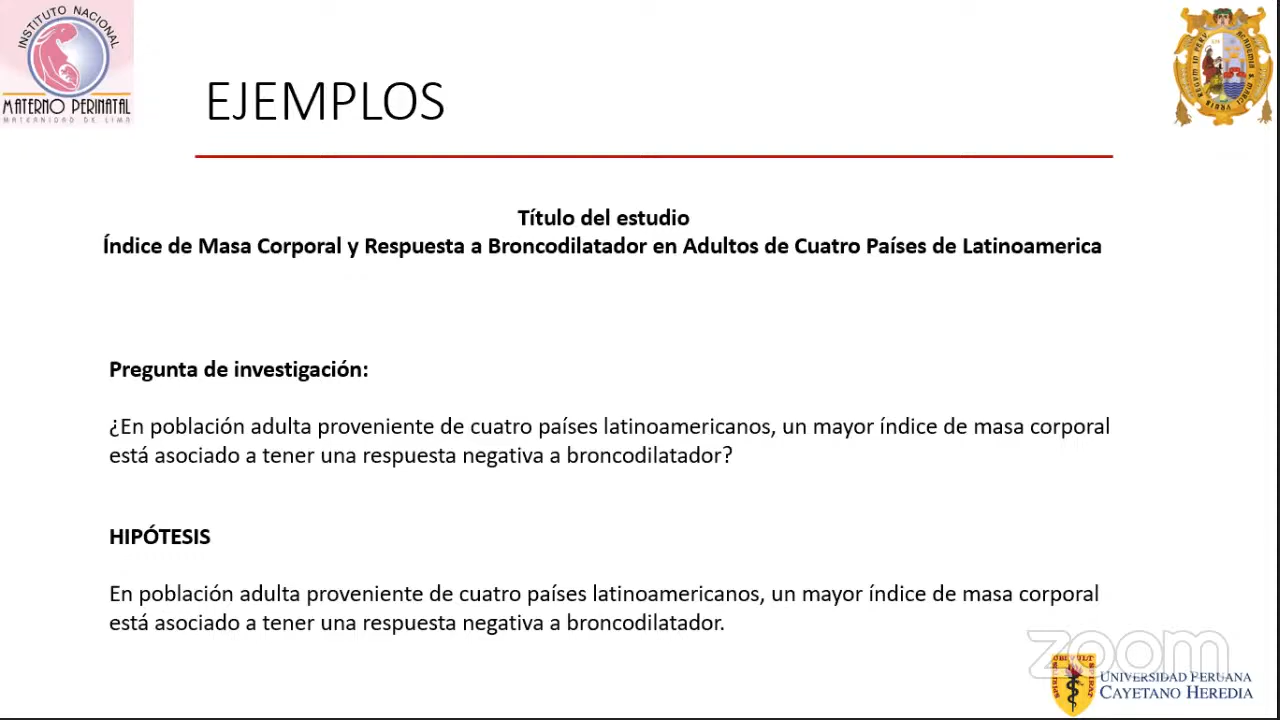 INSTITUTO NACIONAL
MATERNO PERINATAL
MATERNIDAD DE LIMA
EJEMPLOS
Título del estudio
Índice de Masa Corporal y Respuesta a Broncodilatador en Adultos de Cuatro Países de Latinoamerica
Pregunta de investigación:
¿En población adulta proveniente de cuatro países latinoamericanos, un mayor índice de masa corporal
está asociado a tener una respuesta negativa a broncodilatador?
HIPÓTESIS
En población adulta proveniente de cuatro países latinoamericanos, un mayor índice de masa corporal
está asociado a tener una respuesta negativa a broncodilatador.
zoom
UNIVERSIDAD PERUANA
CAYETANO HEREDIA